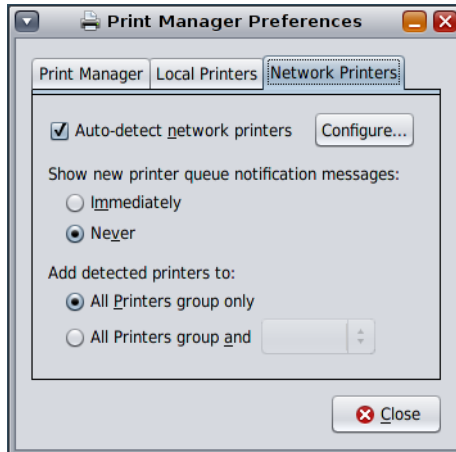 Print Manager Preferences
Print Manager Local Printers Network Printers
Auto-detect network printers Configure...
Show new printer queue notification messages:
Immediately
Never
Add detected printers to:
All Printers group only
All Printers group and
Close